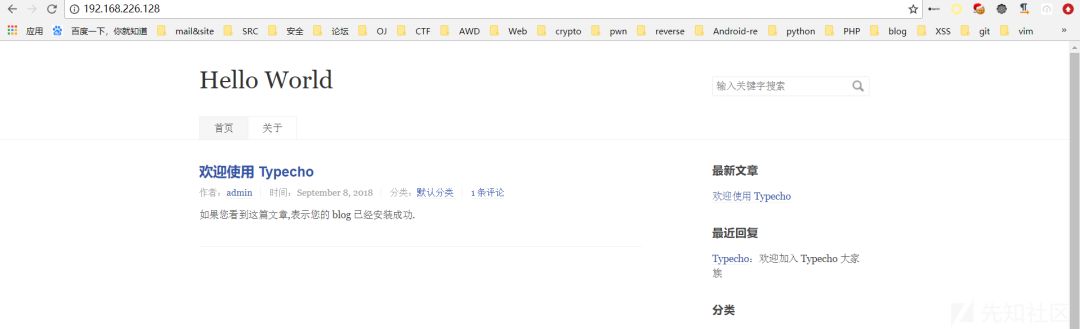 192.168.226.128
应用 百度一下，你就知道 mail&site SRC 安全 论坛 OJ CTF AWD Web crypto pwn reverse Android-re python PHP blog XSS git vim »
Hello World
输入关键字搜索
首页 关于
欢迎使用 Typecho
作者：admin 时间：September 8, 2018 分类：默认分类 1 条评论
如果您看到这篇文章,表示您的 blog 已经安装成功.
最新文章
欢迎使用 Typecho
最近回复
Typecho：欢迎加入 Typecho 大家
族
分类
先知社区